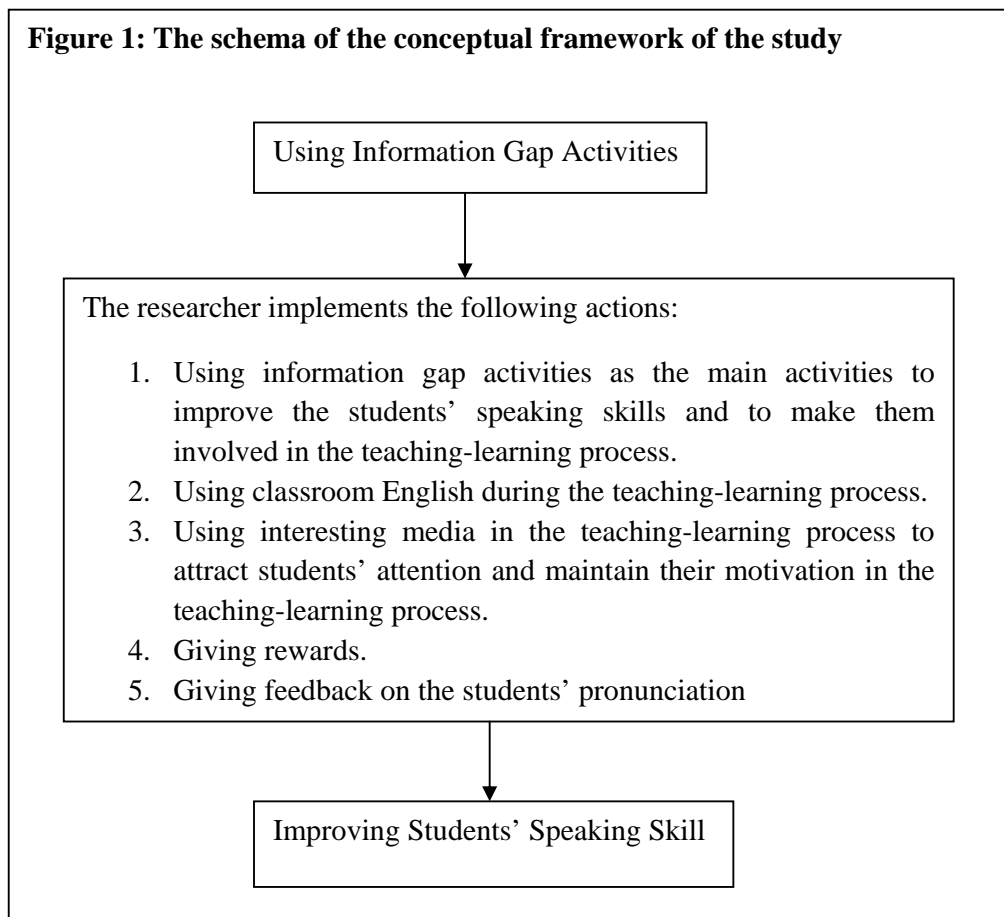 Figure 1: The schema of the conceptual framework of the study
Using Information Gap Activities
The researcher implements the following actions:
1. Using information gap activities as the main activities to
improve the students’ speaking skills and to make them
involved in the teaching-learning process.
2. Using classroom English during the teaching-learning process.
3. Using interesting media in the teaching-learning process to
attract students’ attention and maintain their motivation in the
teaching-learning process.
4. Giving rewards.
5. Giving feedback on the students’ pronunciation
Improving Students’ Speaking Skill